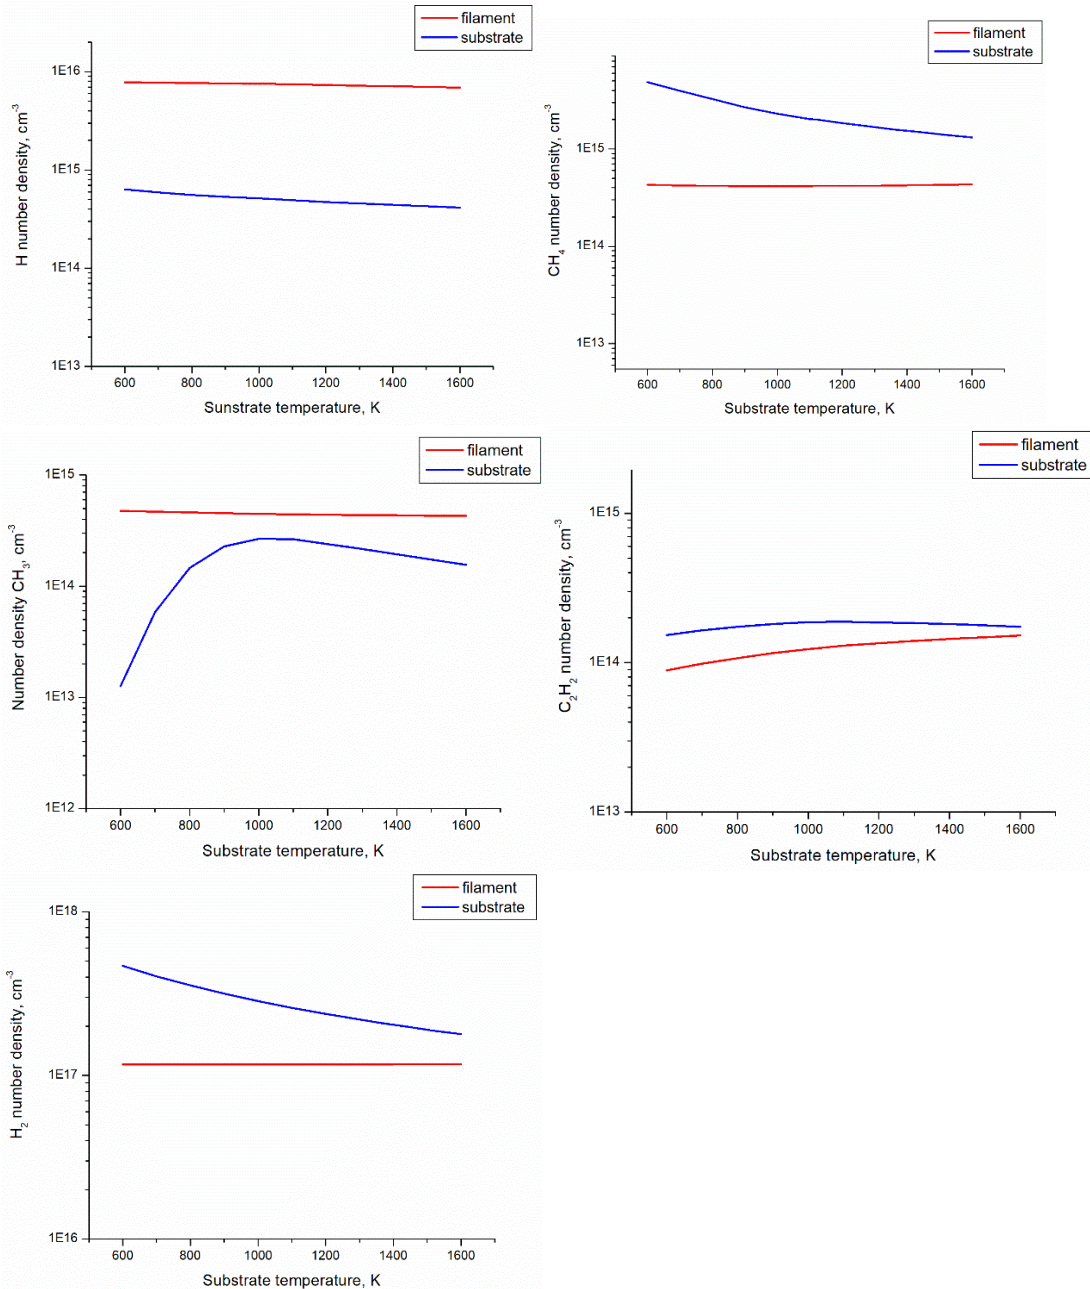 filament
substrate
1E16
1E15
1E14
1E13
H number density, cm⁻³
600 800 1000 1200 1400 1600
Sunstrate temperature, K
filament
substrate
1E15
1E14
1E13
CH₄ number density, cm⁻³
600 800 1000 1200 1400 1600
Substrate temperature, K
filament
substrate
1E15
1E14
1E13
1E12
Number density CH₃, cm⁻³
600 800 1000 1200 1400 1600
Substrate temperature, K
filament
substrate
1E15
1E14
1E13
C₂H₂ number density, cm⁻³
600 800 1000 1200 1400 1600
Substrate temperature, K
filament
substrate
1E18
1E17
1E16
H₂ number density, cm⁻³
600 800 1000 1200 1400 1600
Substrate temperature, K